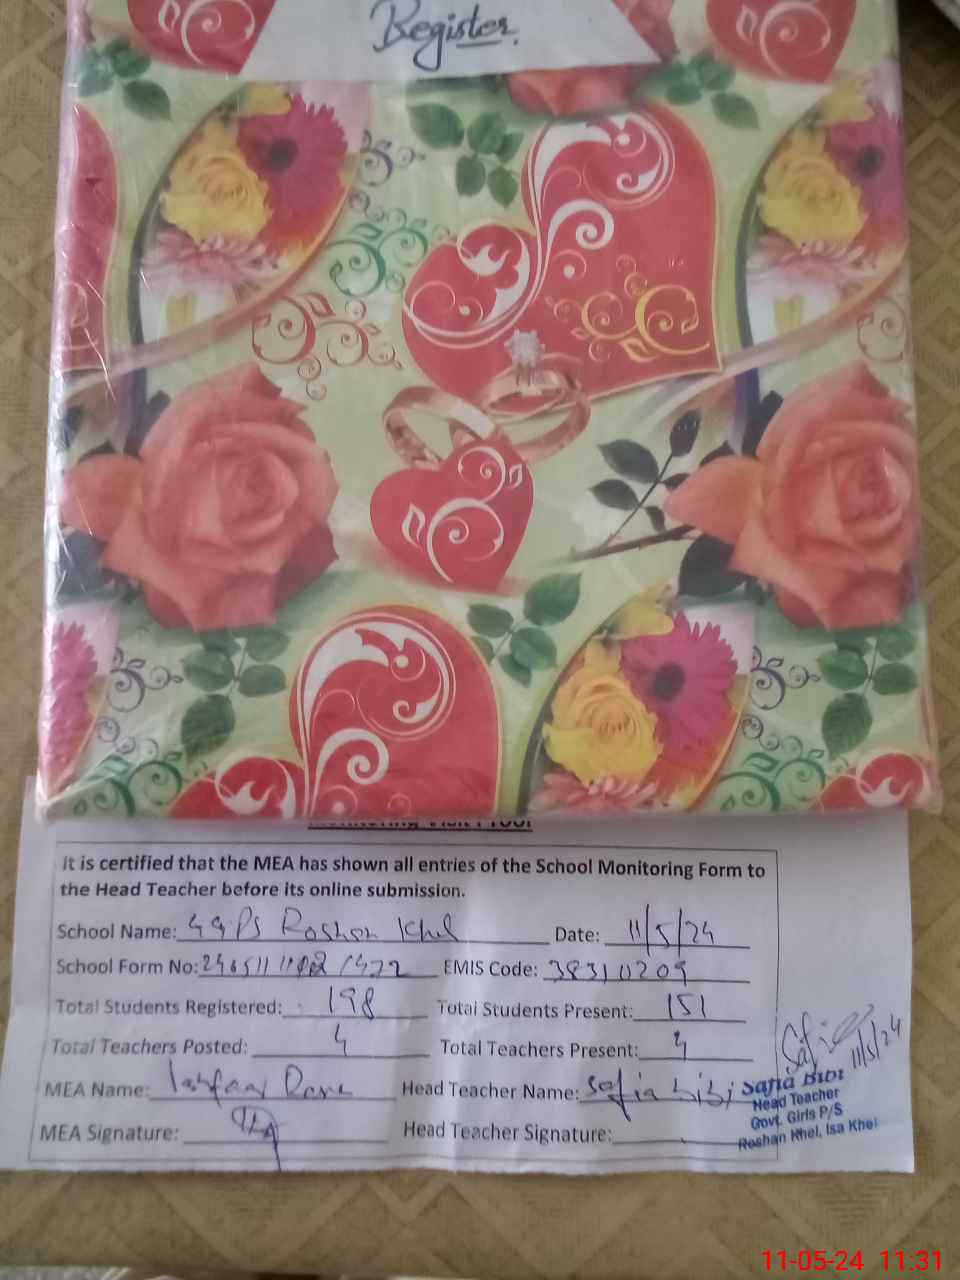 Register.
Monitoring Visit Proof
it is certified that the MEA has shown all entries of the School Monitoring Form to
the Head Teacher before its online submission.
School Name: GGPS Roshan Khel Date: 11/5/24
School Form No: EMIS Code: 38310209
Total Students Registered: 198 Total Students Present: 151
Total Teachers Posted: 4 Total Teachers Present: 4
MEA Name: Head Teacher Name: Safia bibi
MEA Signature: Head Teacher Signature:
Safia 11/5/24
Safia Bibi
Head Teacher
Govt. Girls P/S
Roshan Khel, Isa Khel
11-05-24 11:31